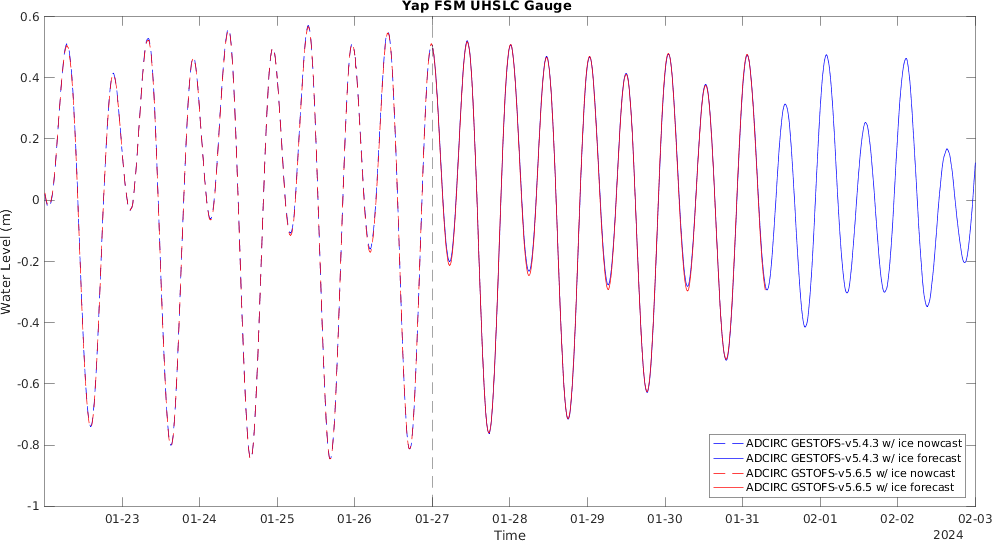 Yap FSM UHSLC Gauge
0.6
0.4
0.2
0
-0.2
-0.4
-0.6
-0.8
-1
Water Level (m)
ADCIRC GESTOFS-v5.4.3 w/ ice nowcast
ADCIRC GESTOFS-v5.4.3 w/ ice forecast
ADCIRC GSTOFS-v5.6.5 w/ ice nowcast
ADCIRC GSTOFS-v5.6.5 w/ ice forecast
01-23 01-24 01-25 01-26 01-27 01-28 01-29 01-30 01-31 02-01 02-02 02-03
Time
2024